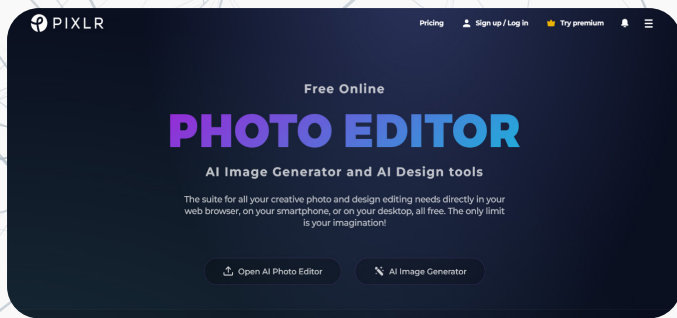 PIXLR
Pricing
Sign up / Log in
Try premium
Free Online
PHOTO EDITOR
AI Image Generator and AI Design tools
The suite for all your creative photo and design editing needs directly in your
web browser, on your smartphone, or on your desktop, all free. The only limit
is your imagination!
Open AI Photo Editor
AI Image Generator